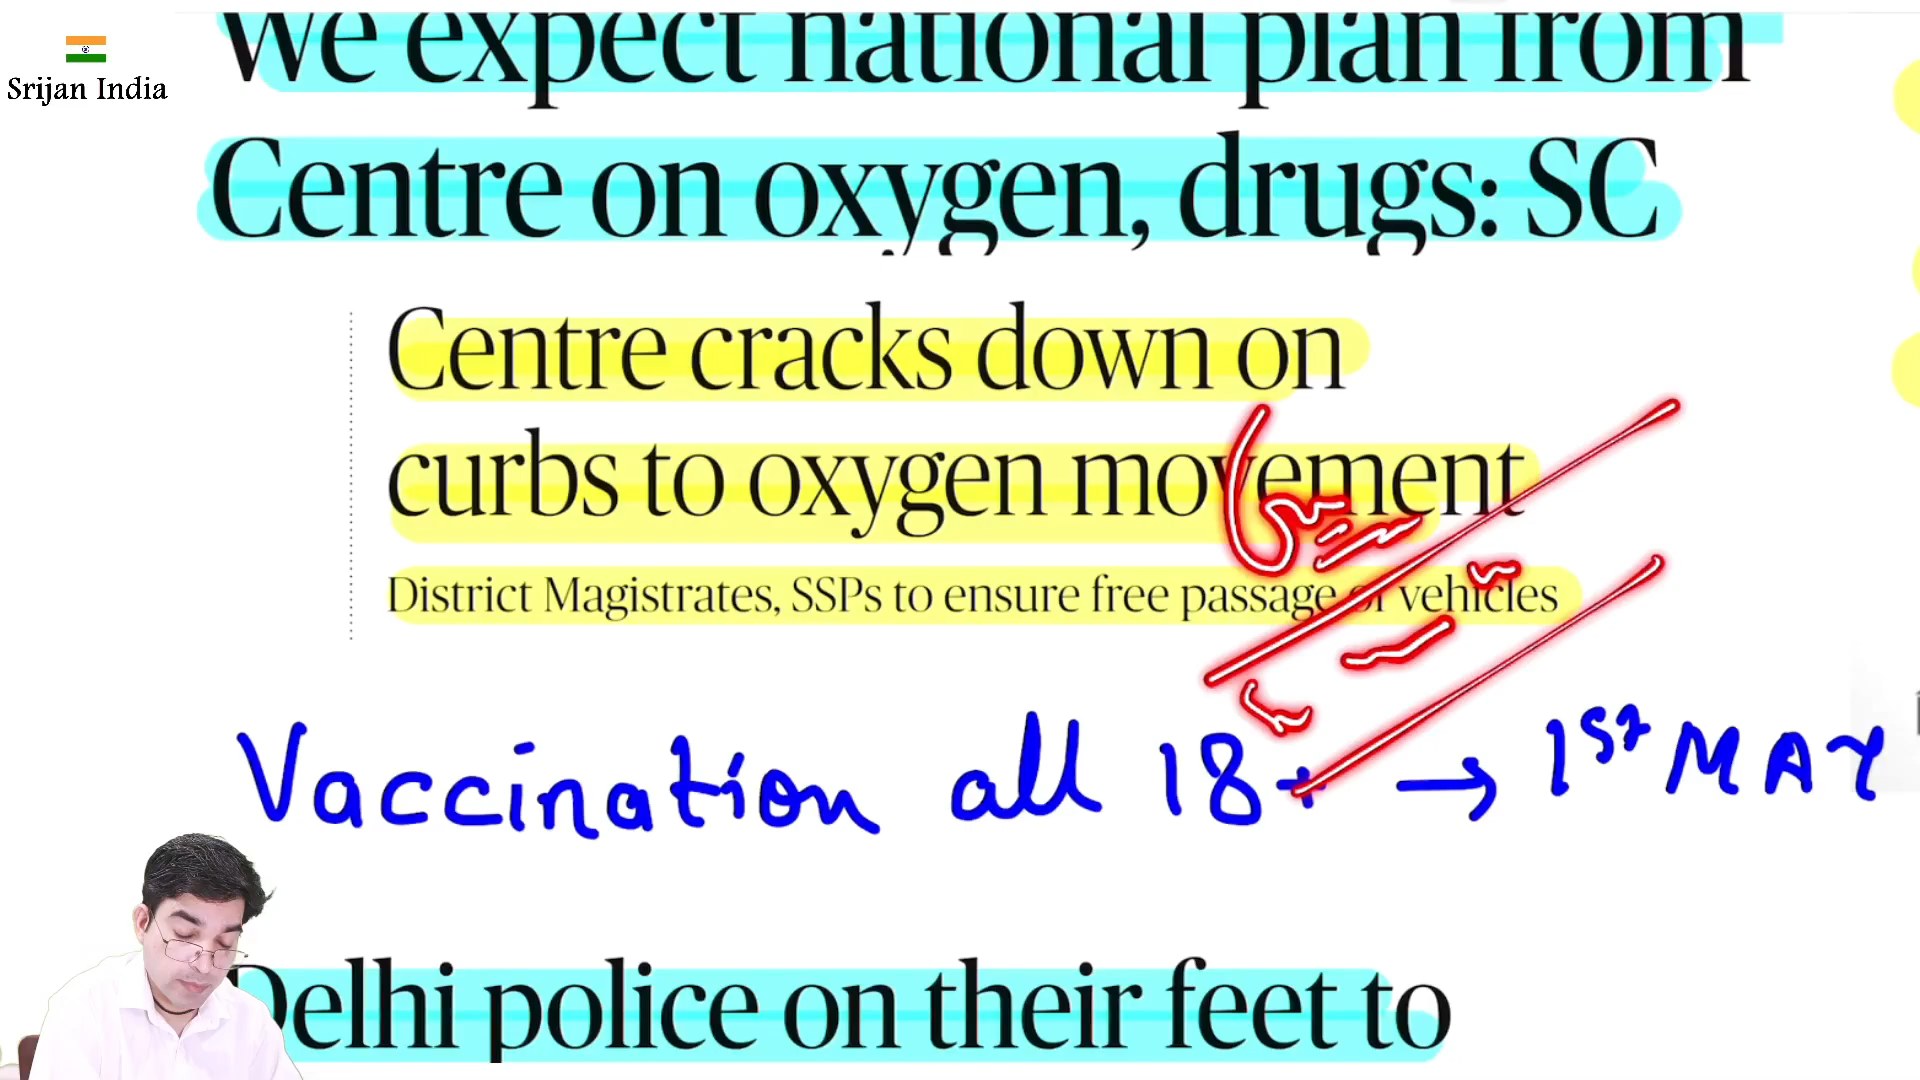 Srijan India
We expect national plan from
Centre on oxygen, drugs: SC
Centre cracks down on
curbs to oxygen movement
District Magistrates, SSPs to ensure free passage of vehicles
Vaccination all 18+ → 1st MAY
Delhi police on their feet to